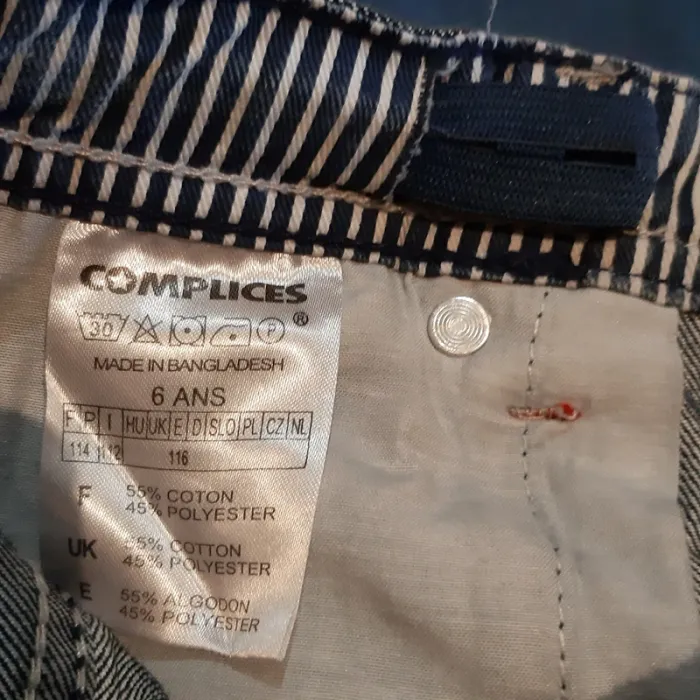 COMPLICES
®
30 P
MADE IN BANGLADESH
6 ANS
F P I HU UK E D SLO PL CZ NL
114 112 116
F 55% COTON
45% POLYESTER
UK 55% COTTON
45% POLYESTER
E 55% ALGODON
45% POLYESTER